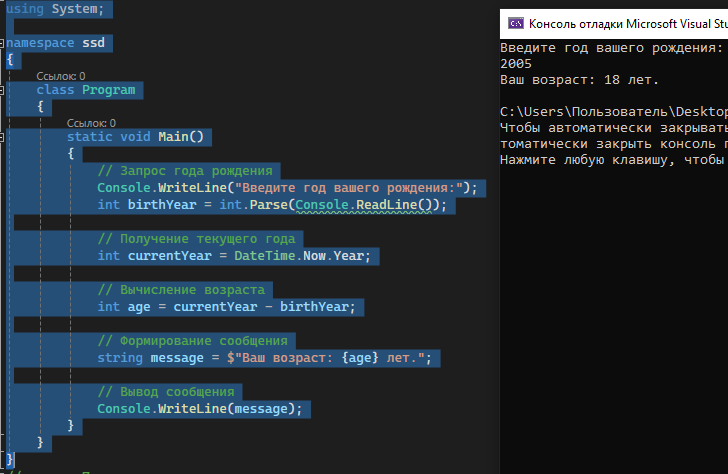 using System;
namespace ssd
{
Ссылок: 0
class Program
{
Ссылок: 0
static void Main()
{
// Запрос года рождения
Console.WriteLine("Введите год вашего рождения:");
int birthYear = int.Parse(Console.ReadLine());
// Получение текущего года
int currentYear = DateTime.Now.Year;
// Вычисление возраста
int age = currentYear - birthYear;
// Формирование сообщения
string message = $"Ваш возраст: {age} лет.";
// Вывод сообщения
Console.WriteLine(message);
}
}
}
Консоль отладки Microsoft Visual Stu
Введите год вашего рождения:
2005
Ваш возраст: 18 лет.
C:\Users\Пользователь\Desktop
Чтобы автоматически закрывать
томатически закрыть консоль п
Нажмите любую клавишу, чтобы